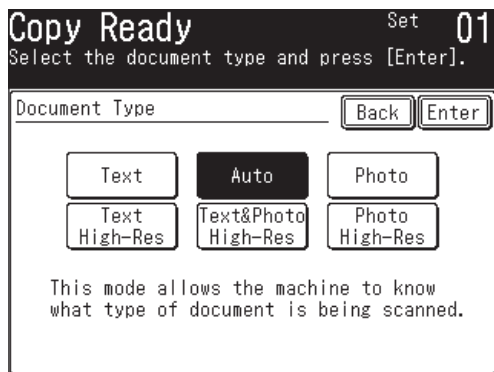 Copy Ready Set 01
Select the document type and press [Enter].
Document Type Back Enter
Text Auto Photo
Text High-Res Text&Photo High-Res Photo High-Res
This mode allows the machine to know
what type of document is being scanned.